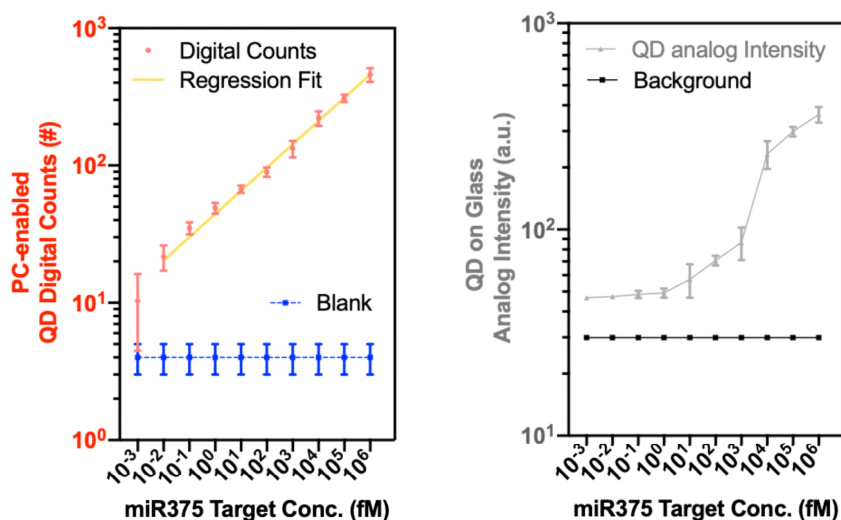 10³
Digital Counts
Regression Fit
10²
PC-enabled
QD Digital Counts (#)
10¹
Blank
10⁰
10⁻³ 10⁻² 10⁻¹ 10⁰ 10¹ 10² 10³ 10⁴ 10⁵ 10⁶
miR375 Target Conc. (fM)
10³
QD analog Intensity
Background
10²
QD on Glass
Analog Intensity (a.u.)
10¹
10⁻³ 10⁻² 10⁻¹ 10⁰ 10¹ 10² 10³ 10⁴ 10⁵ 10⁶
miR375 Target Conc. (fM)